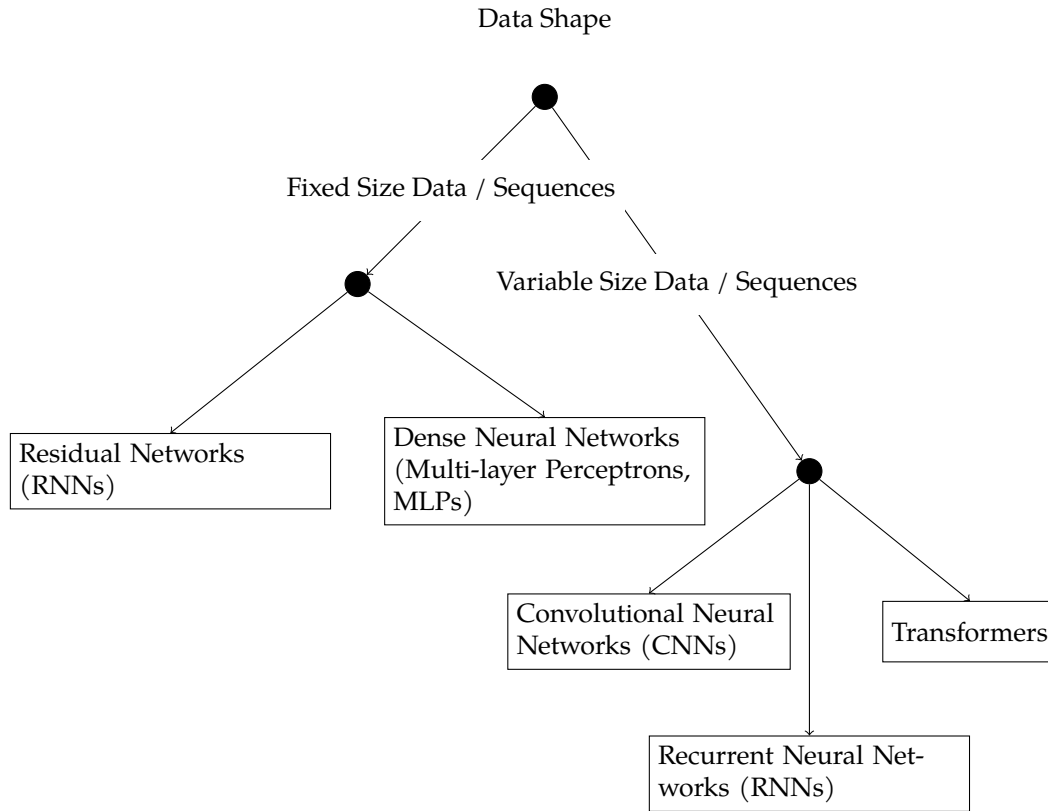 Data Shape
Fixed Size Data / Sequences
Variable Size Data / Sequences
Residual Networks
(RNNs)
Dense Neural Networks
(Multi-layer Perceptrons,
MLPs)
Convolutional Neural
Networks (CNNs)
Transformers
Recurrent Neural Net-
works (RNNs)